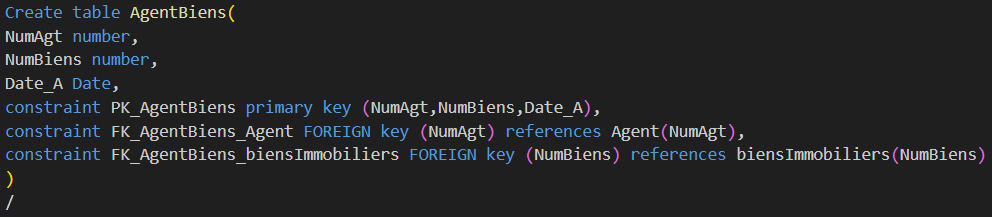 Create table AgentBiens(
NumAgt number,
NumBiens number,
Date_A Date,
constraint PK_AgentBiens primary key (NumAgt,NumBiens,Date_A),
constraint FK_AgentBiens_Agent FOREIGN key (NumAgt) references Agent(NumAgt),
constraint FK_AgentBiens_biensImmobiliers FOREIGN key (NumBiens) references biensImmobiliers(NumBiens)
)
/